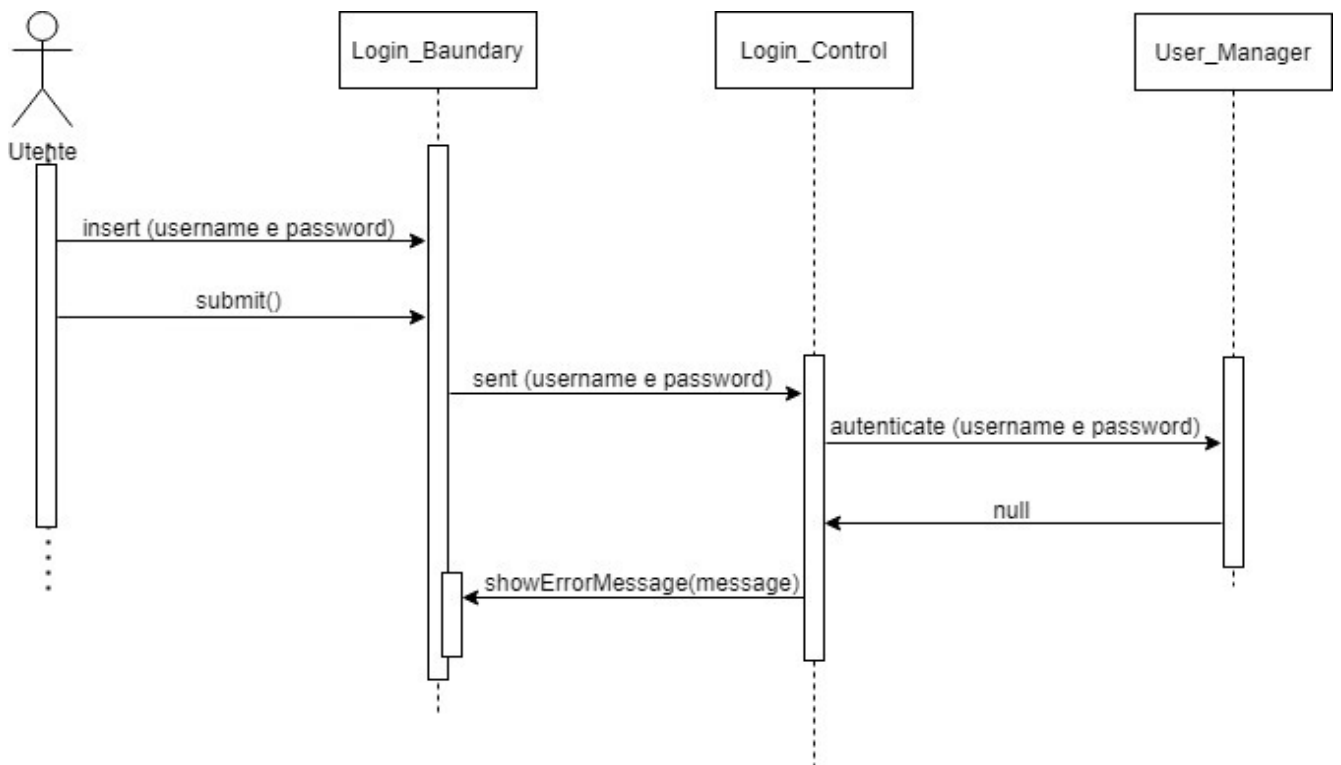 Login_Baundary
Login_Control
User_Manager
Utente
insert (username e password)
submit()
sent (username e password)
autenticate (username e password)
null
showErrorMessage(message)